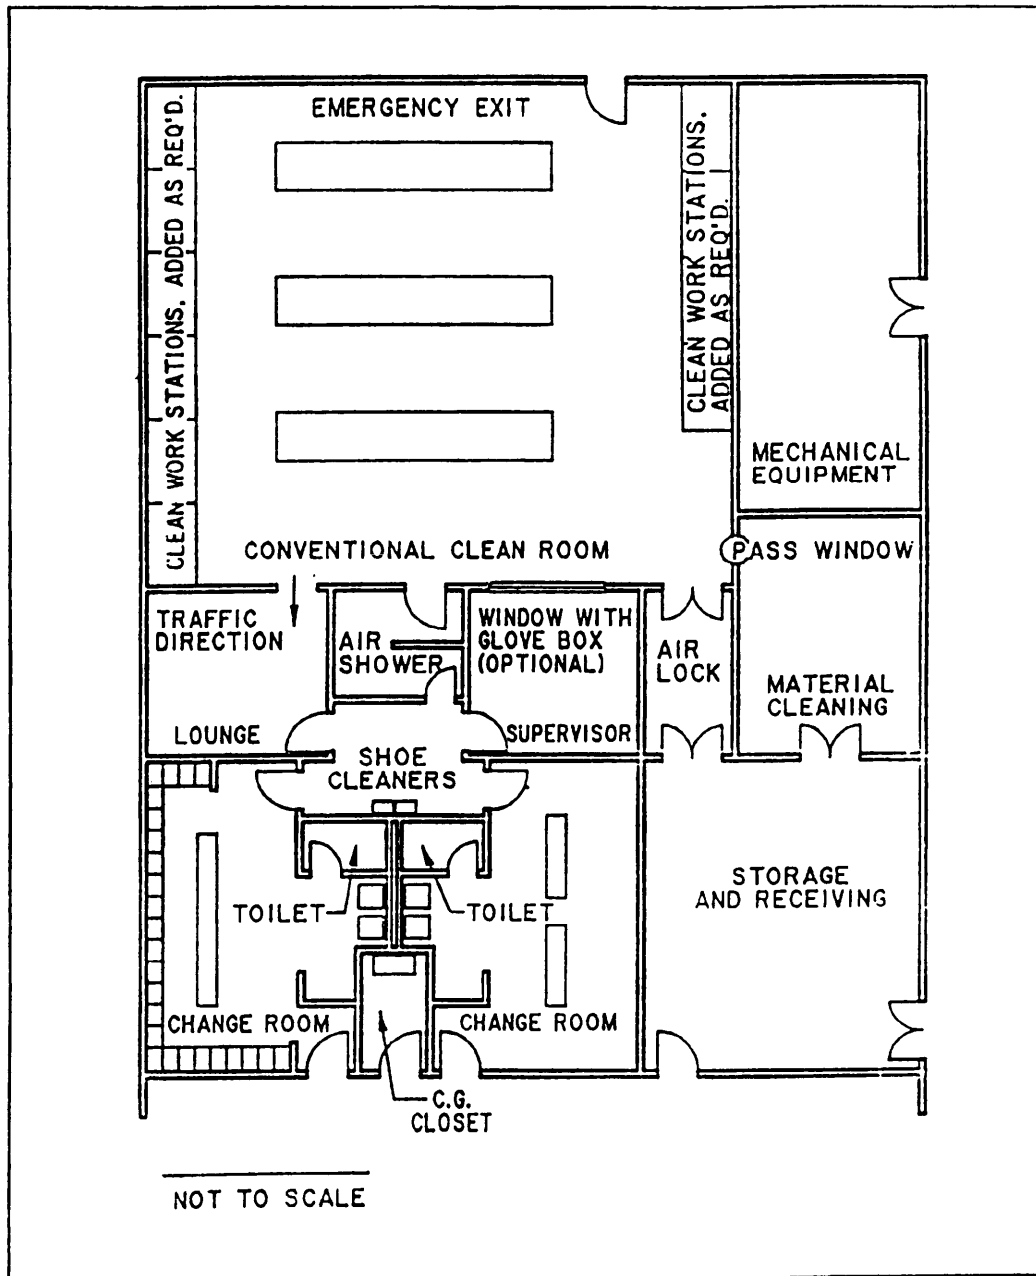 EMERGENCY EXIT
CLEAN WORK STATIONS, ADDED AS REQ'D.
CLEAN WORK STATIONS.
ADDED AS REQ'D.
MECHANICAL
EQUIPMENT
CONVENTIONAL CLEAN ROOM
PASS WINDOW
TRAFFIC
DIRECTION
AIR
SHOWER
WINDOW WITH
GLOVE BOX
(OPTIONAL)
AIR
LOCK
MATERIAL
CLEANING
LOUNGE
SUPERVISOR
SHOE
CLEANERS
STORAGE
AND RECEIVING
TOILET
TOILET
CHANGE ROOM
CHANGE ROOM
C.G.
CLOSET
NOT TO SCALE